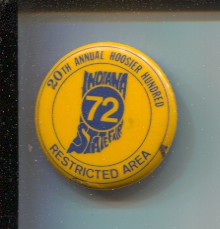 20TH ANNUAL HOOSIER HUNDRED
INDIANA
72
STATE FAIR
RESTRICTED AREA